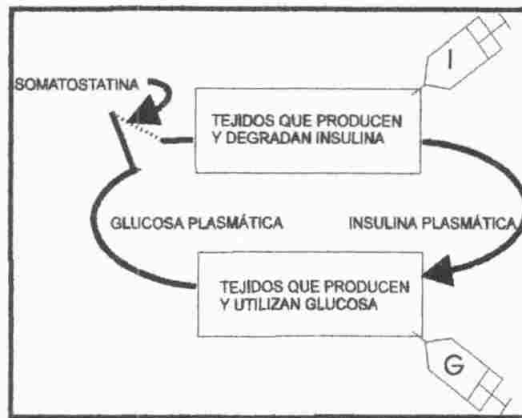 I
SOMATOSTATINA
TEJIDOS QUE PRODUCEN
Y DEGRADAN INSULINA
GLUCOSA PLASMÁTICA
INSULINA PLASMÁTICA
TEJIDOS QUE PRODUCEN
Y UTILIZAN GLUCOSA
G